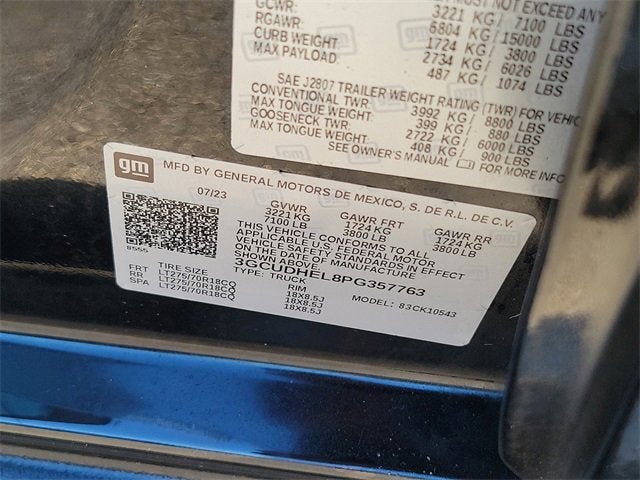 MUST NOT EXCEED ANY
GCWR: 3221 KG/ 7100 LBS
RGAWR: 6804 KG/15000 LBS
CURB WEIGHT: 1724 KG/ 3800 LBS
MAX PAYLOAD: 2734 KG/ 6026 LBS
487 KG/ 1074 LBS
SAE J2807 TRAILER WEIGHT RATING (TWR) FOR
CONVENTIONAL TWR: 3992 KG/ 8800 LBS
MAX TONGUE WEIGHT: 399 KG/ 880 LBS
GOOSENECK TWR: 2722 KG/ 6000 LBS
MAX TONGUE WEIGHT: 408 KG/ 900 LBS
SEE OWNER'S MANUAL FOR MORE INFO
gm MFD BY GENERAL MOTORS DE MEXICO, S. DE R.L. DE C.V.
07/23
GVWR GAWR FRT GAWR RR
3221 KG 1724 KG 1724 KG
7100 LB 3800 LB 3800 LB
THIS VEHICLE CONFORMS TO ALL
APPLICABLE U.S. FEDERAL MOTOR
VEHICLE SAFETY STANDARDS IN EFFECT
ON THE DATE OF MANUFACTURE
SHOWN ABOVE.
8555
3GCUDHEL8PG357763
TYPE: TRUCK
TIRE SIZE RIM MODEL: 83CK10543
FRT LT275/70R18CQ 18X8.5J
RR LT275/70R18CQ 18X8.5J
SPA LT275/70R18CQ 18X8.5J